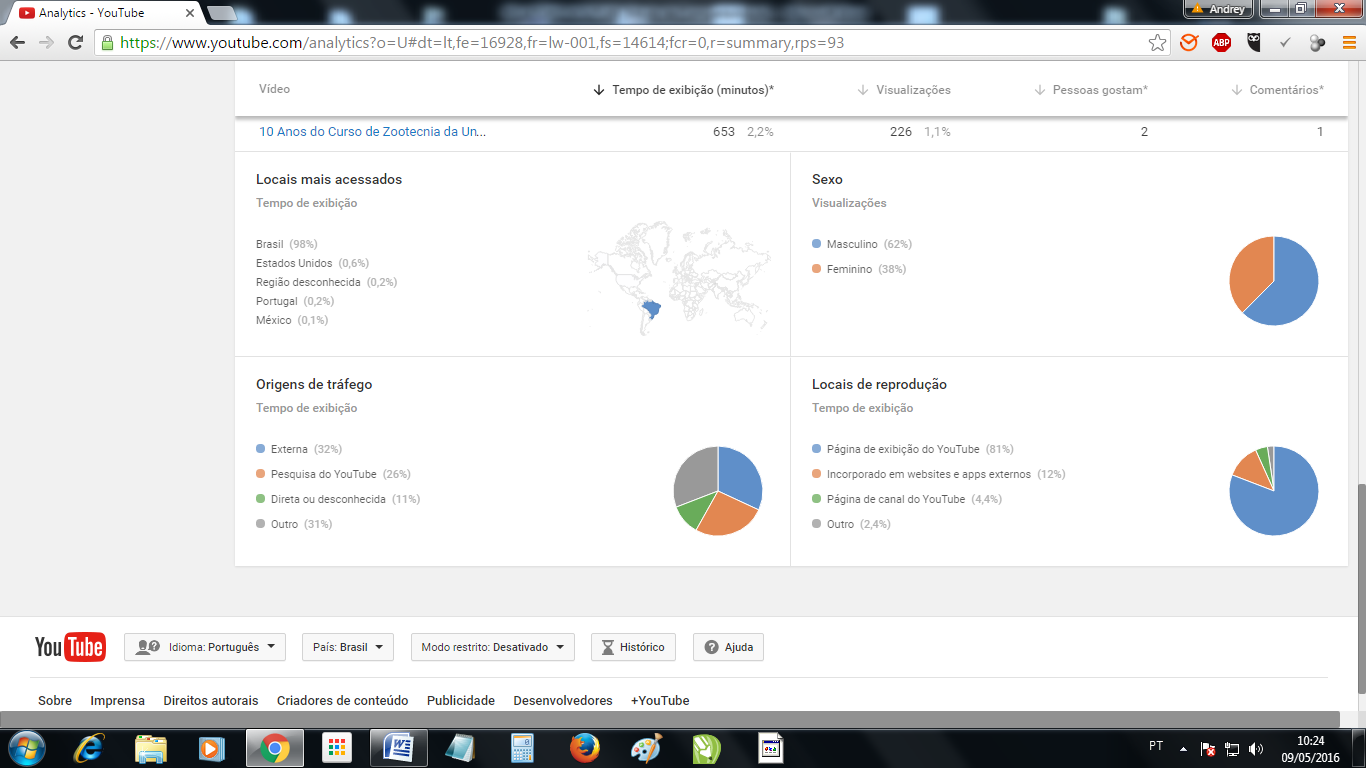 Analytics - YouTube
Andrey
https://www.youtube.com/analytics?o=U#dt=lt,fe=16928,fr=lw-001,fs=14614;fcr=0,r=summary,rps=93
ABP
Vídeo Tempo de exibição (minutos)* Visualizações Pessoas gostam* Comentários*
10 Anos do Curso de Zootecnia da Un... 653 2,2% 226 1,1% 2 1
Locais mais acessados
Tempo de exibição
Brasil (98%)
Estados Unidos (0,6%)
Região desconhecida (0,2%)
Portugal (0,2%)
México (0,1%)
Sexo
Visualizações
Masculino (62%)
Feminino (38%)
Origens de tráfego
Tempo de exibição
Externa (32%)
Pesquisa do YouTube (26%)
Direta ou desconhecida (11%)
Outro (31%)
Locais de reprodução
Tempo de exibição
Página de exibição do YouTube (81%)
Incorporado em websites e apps externos (12%)
Página de canal do YouTube (4,4%)
Outro (2,4%)
YouTube Idioma: Português País: Brasil Modo restrito: Desativado Histórico Ajuda
Sobre Imprensa Direitos autorais Criadores de conteúdo Publicidade Desenvolvedores +YouTube
PT 10:24
09/05/2016